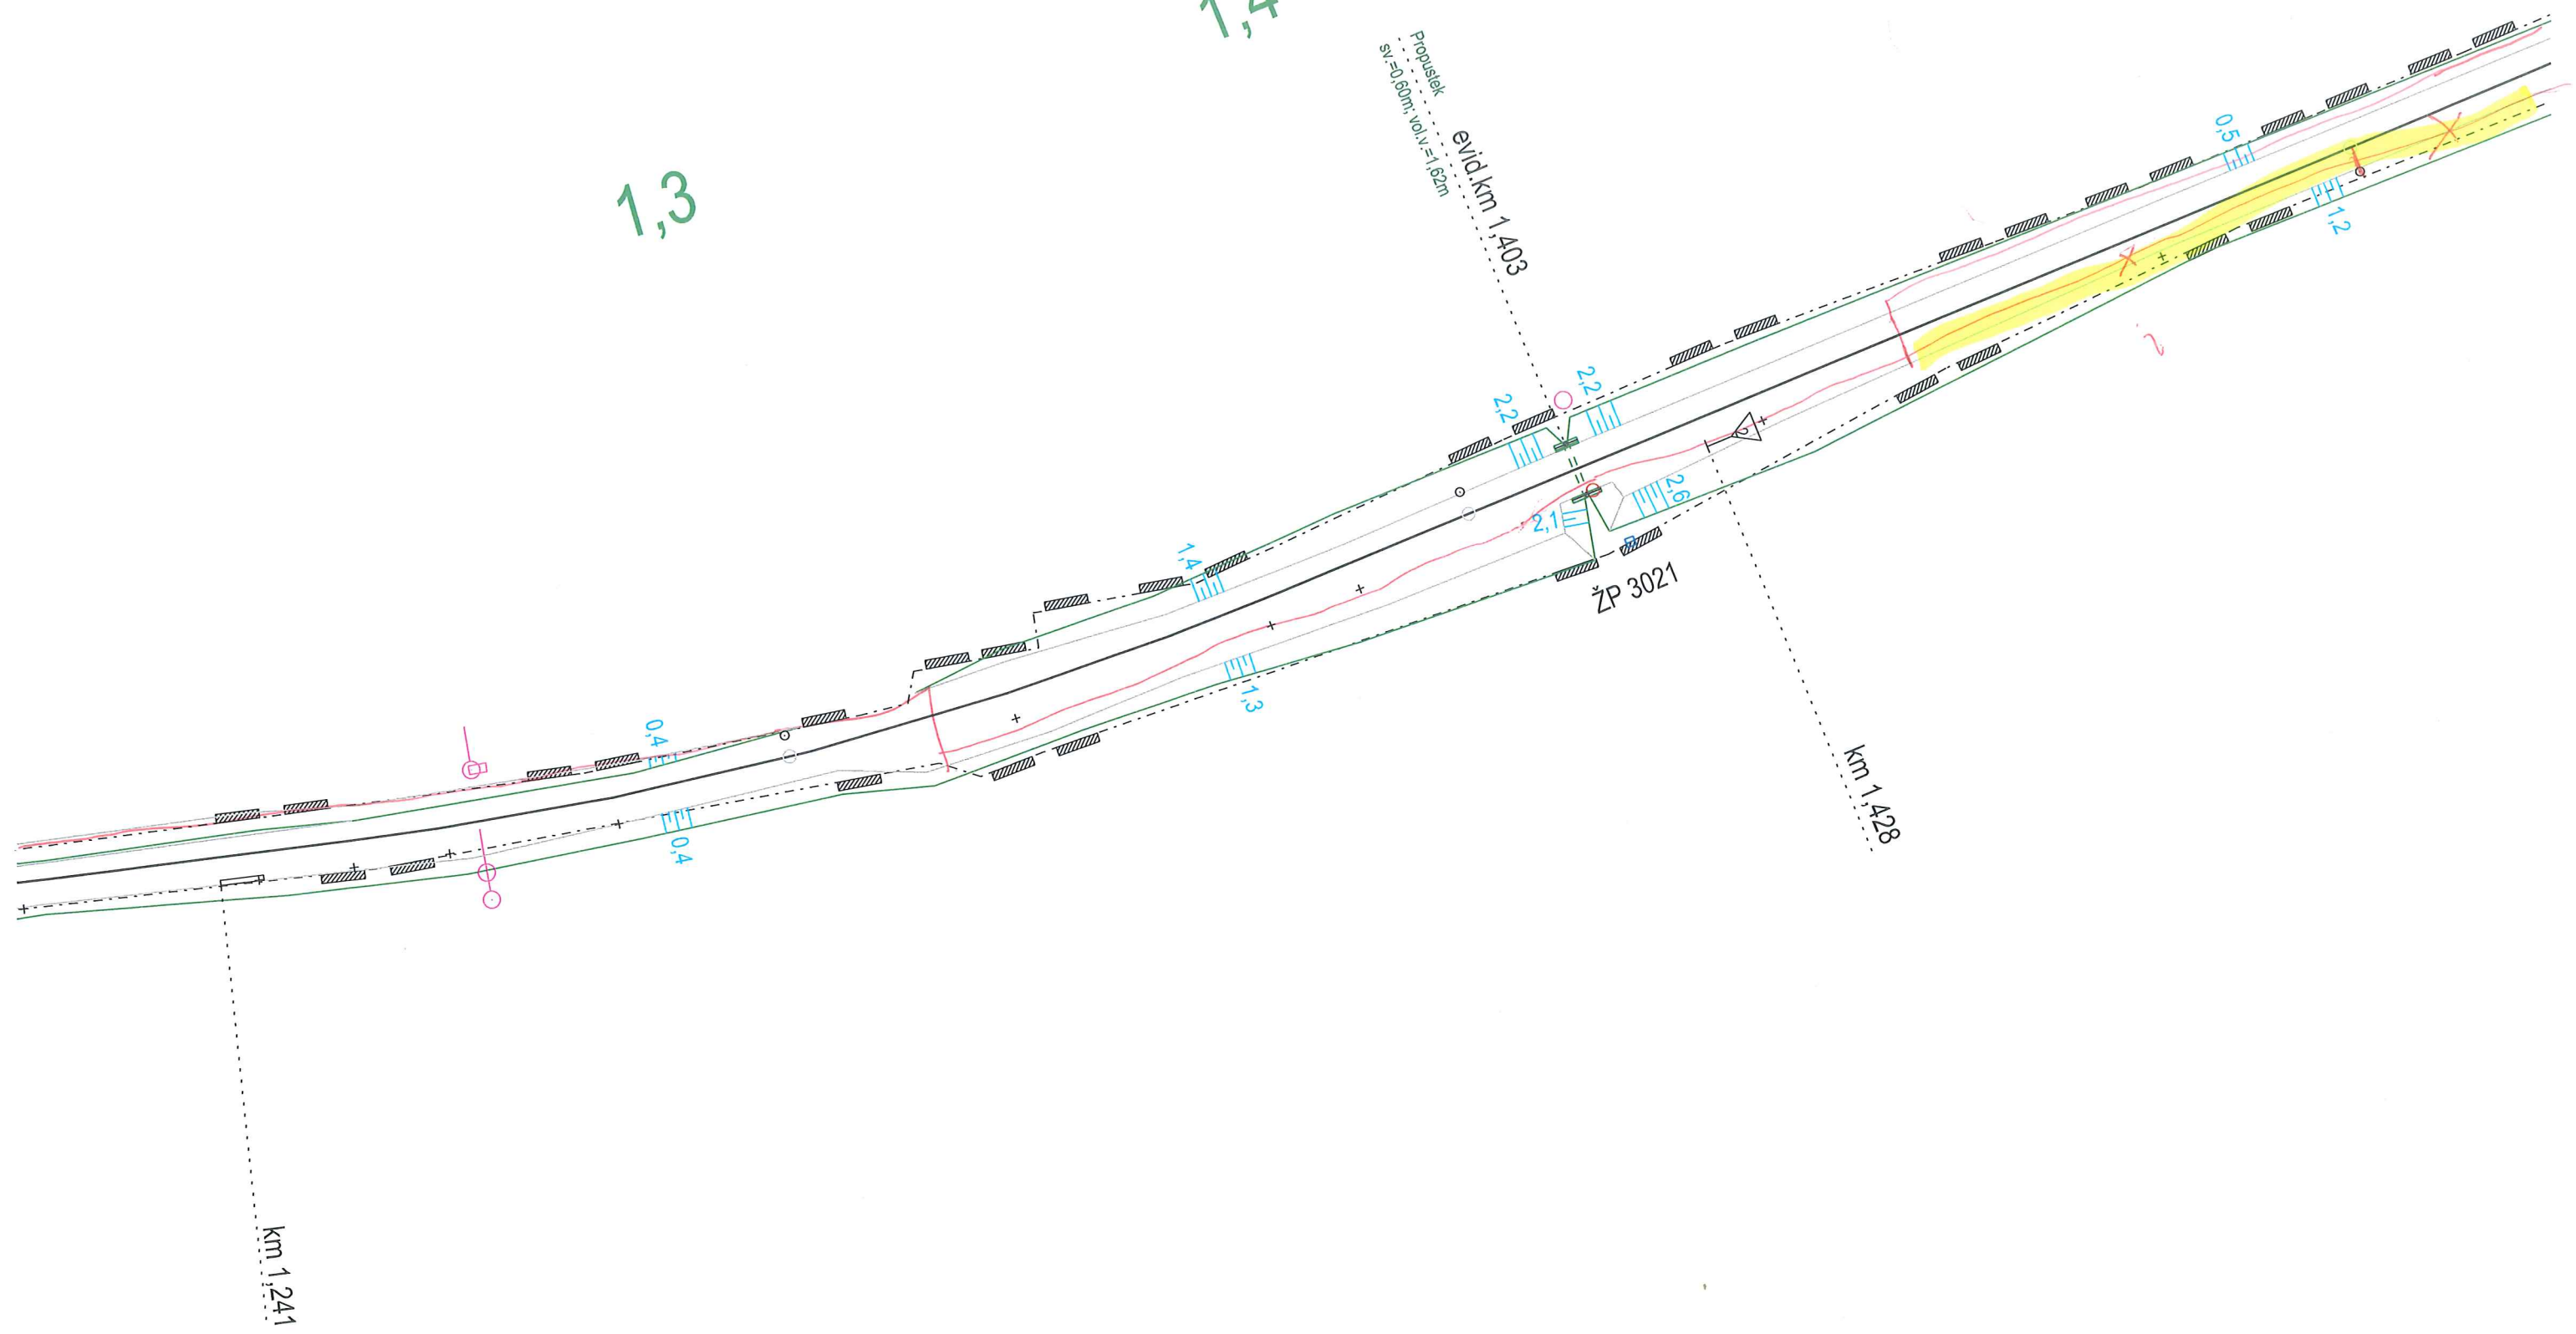 1,4
Propustek
sv.=0,60m; vol.v.=1,62m
evid.km 1,403
1,3
0,5
1,2
2,2
2,2
2
2,6
2,1
1,4
ŽP 3021
1,3
0,4
0,4
km 1,428
km 1,241